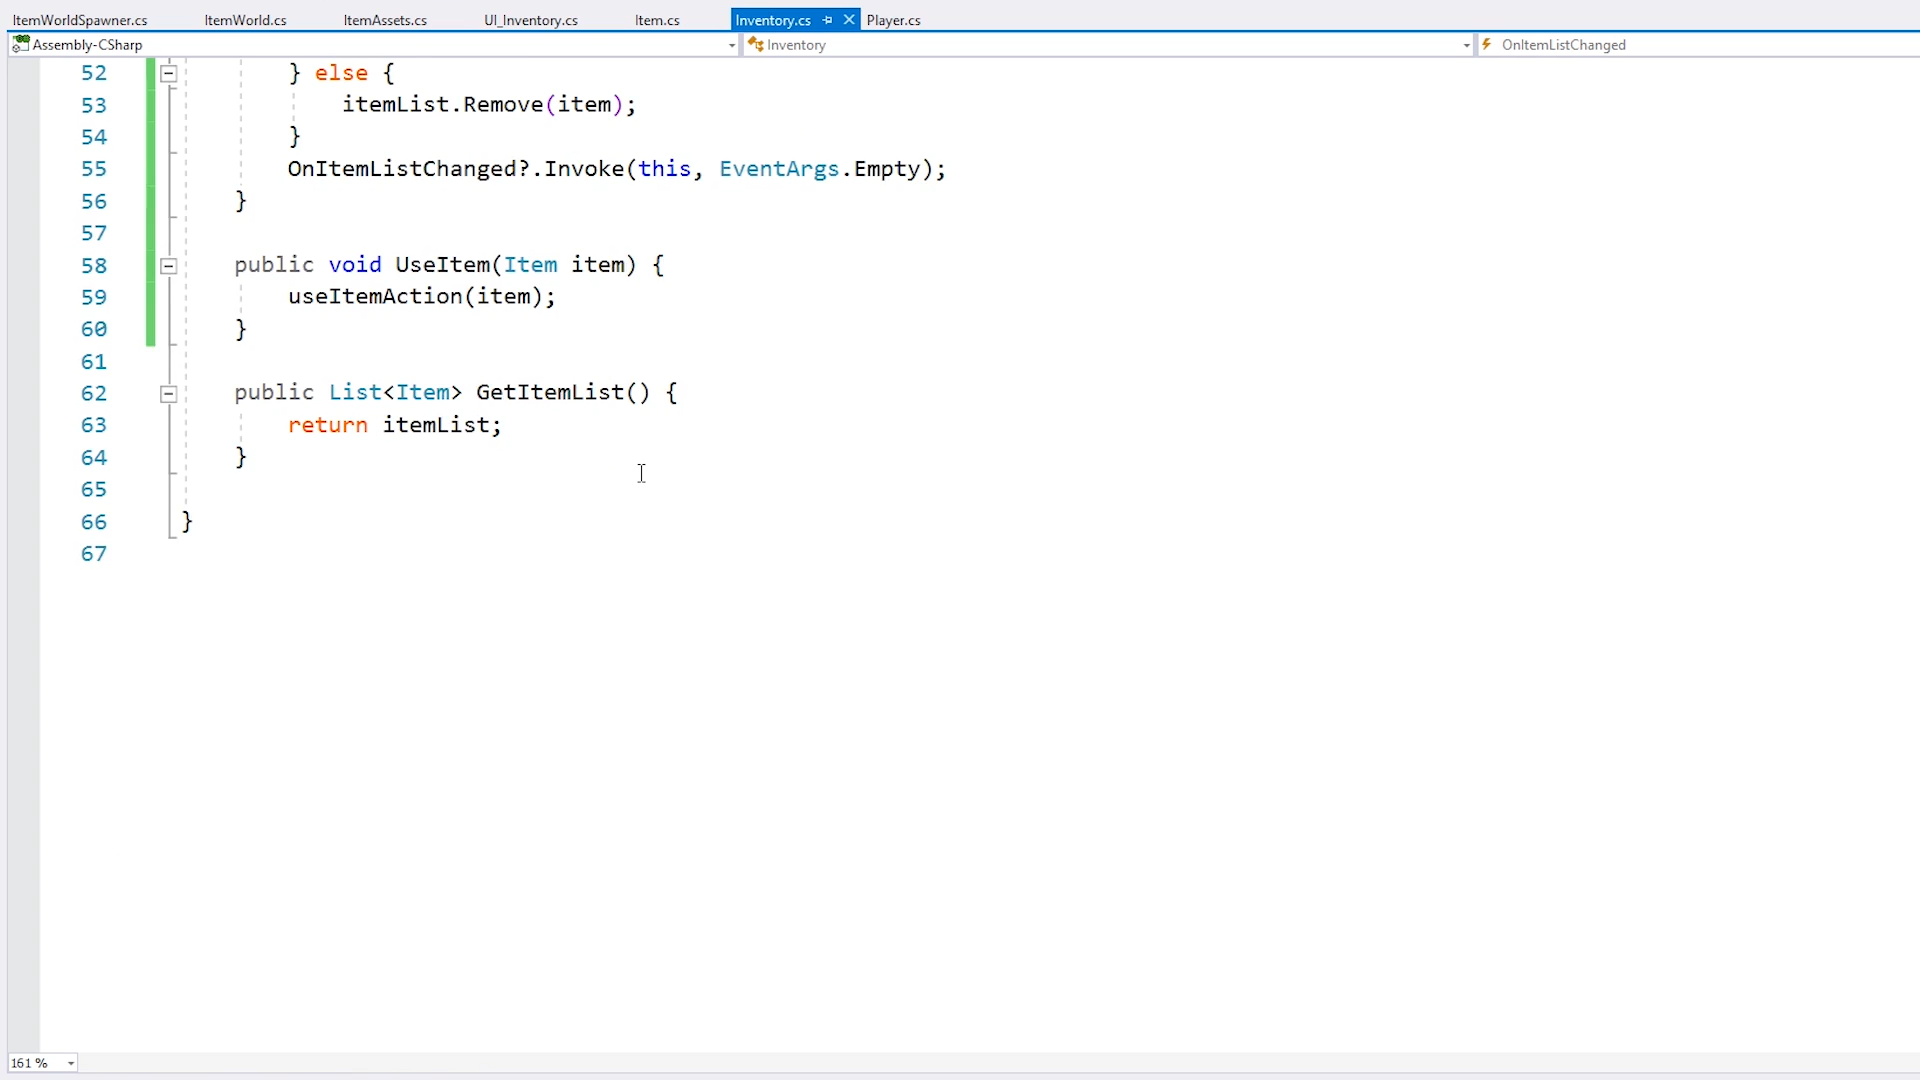 ItemWorldSpawner.cs ItemWorld.cs ItemAssets.cs UI_Inventory.cs Item.cs Inventory.cs Player.cs
Assembly-CSharp Inventory OnItemListChanged
52 } else {
53 itemList.Remove(item);
54 }
55 OnItemListChanged?.Invoke(this, EventArgs.Empty);
56 }
57
58 public void UseItem(Item item) {
59 useItemAction(item);
60 }
61
62 public List<Item> GetItemList() {
63 return itemList;
64 }
65
66 }
67
161 %